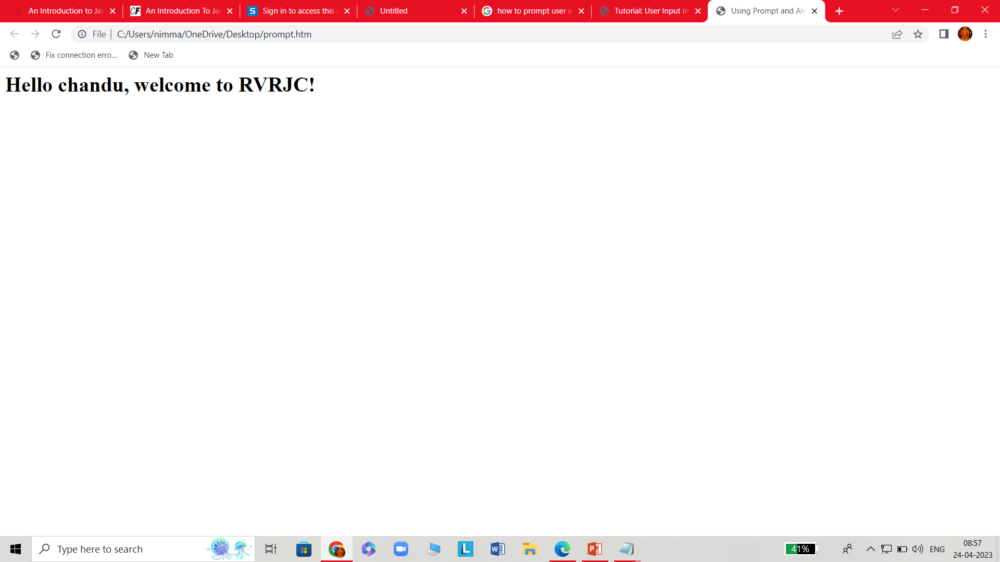 An Introduction to Jav
CF An Introduction To Jav
S Sign in to access this
Untitled
G how to prompt user in
Tutorial: User Input in
Using Prompt and Ale
File | C:/Users/nimma/OneDrive/Desktop/prompt.htm
Fix connection erro...
New Tab
Hello chandu, welcome to RVRJC!
Type here to search
L
W
P
41%
ENG
08:57
24-04-2023